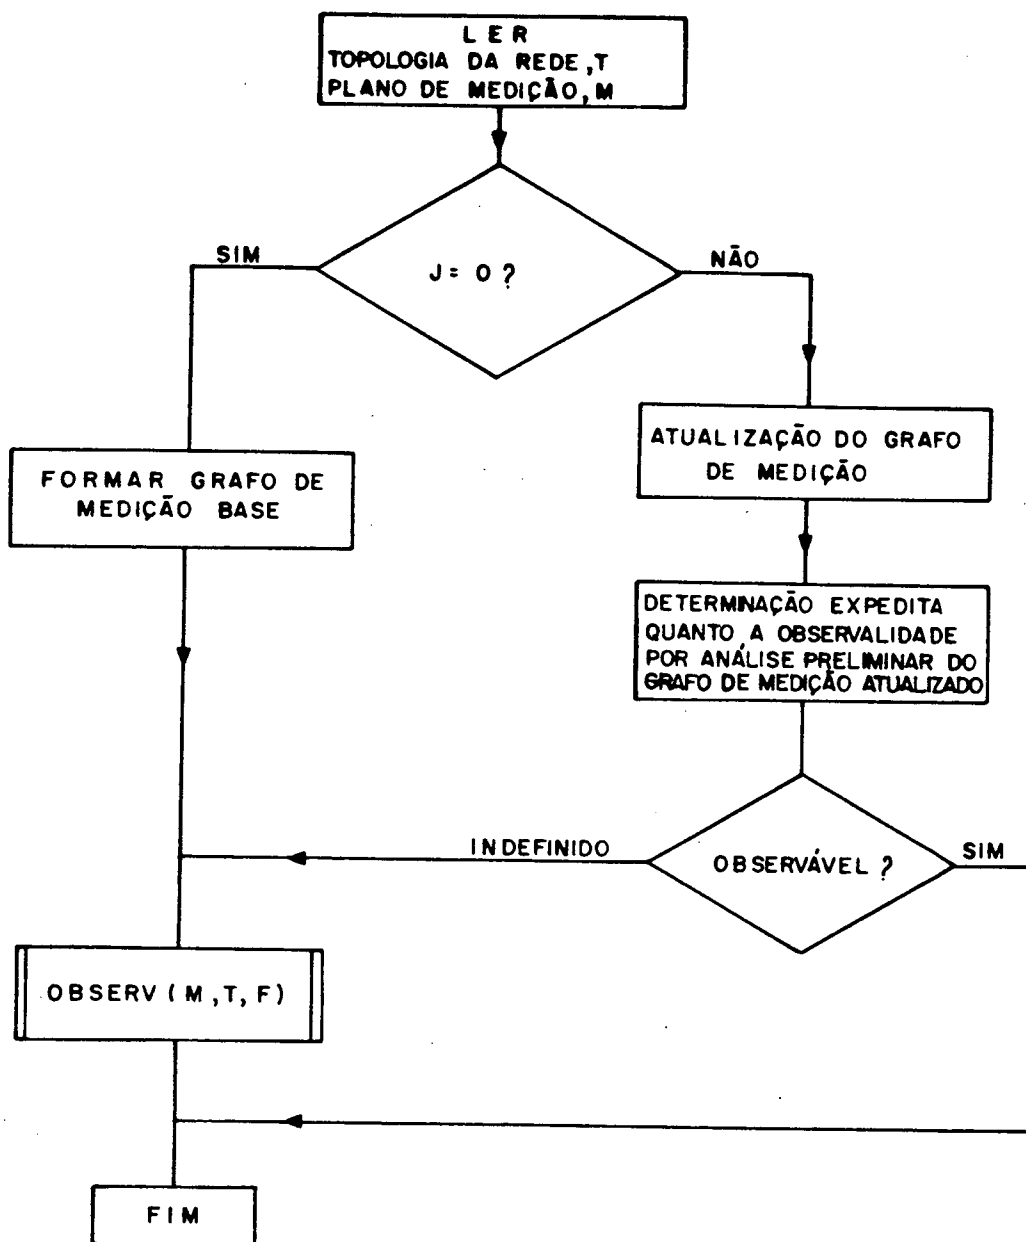 LER
TOPOLOGIA DA REDE, T
PLANO DE MEDIÇÃO, M
J = 0 ?
SIM
NÃO
FORMAR GRAFO DE
MEDIÇÃO BASE
ATUALIZAÇÃO DO GRAFO
DE MEDIÇÃO
DETERMINAÇÃO EXPEDITA
QUANTO A OBSERVALIDADE
POR ANÁLISE PRELIMINAR DO
GRAFO DE MEDIÇÃO ATUALIZADO
INDEFINIDO
OBSERVÁVEL ?
SIM
OBSERV (M, T, F)
FIM